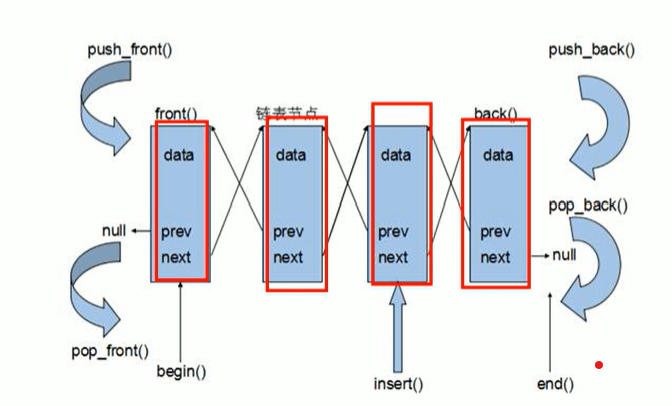 push_front()
push_back()
front()
链表节点
back()
data
data
data
data
pop_back()
null
prev
prev
prev
prev
next
next
next
next
null
pop_front()
begin()
insert()
end()